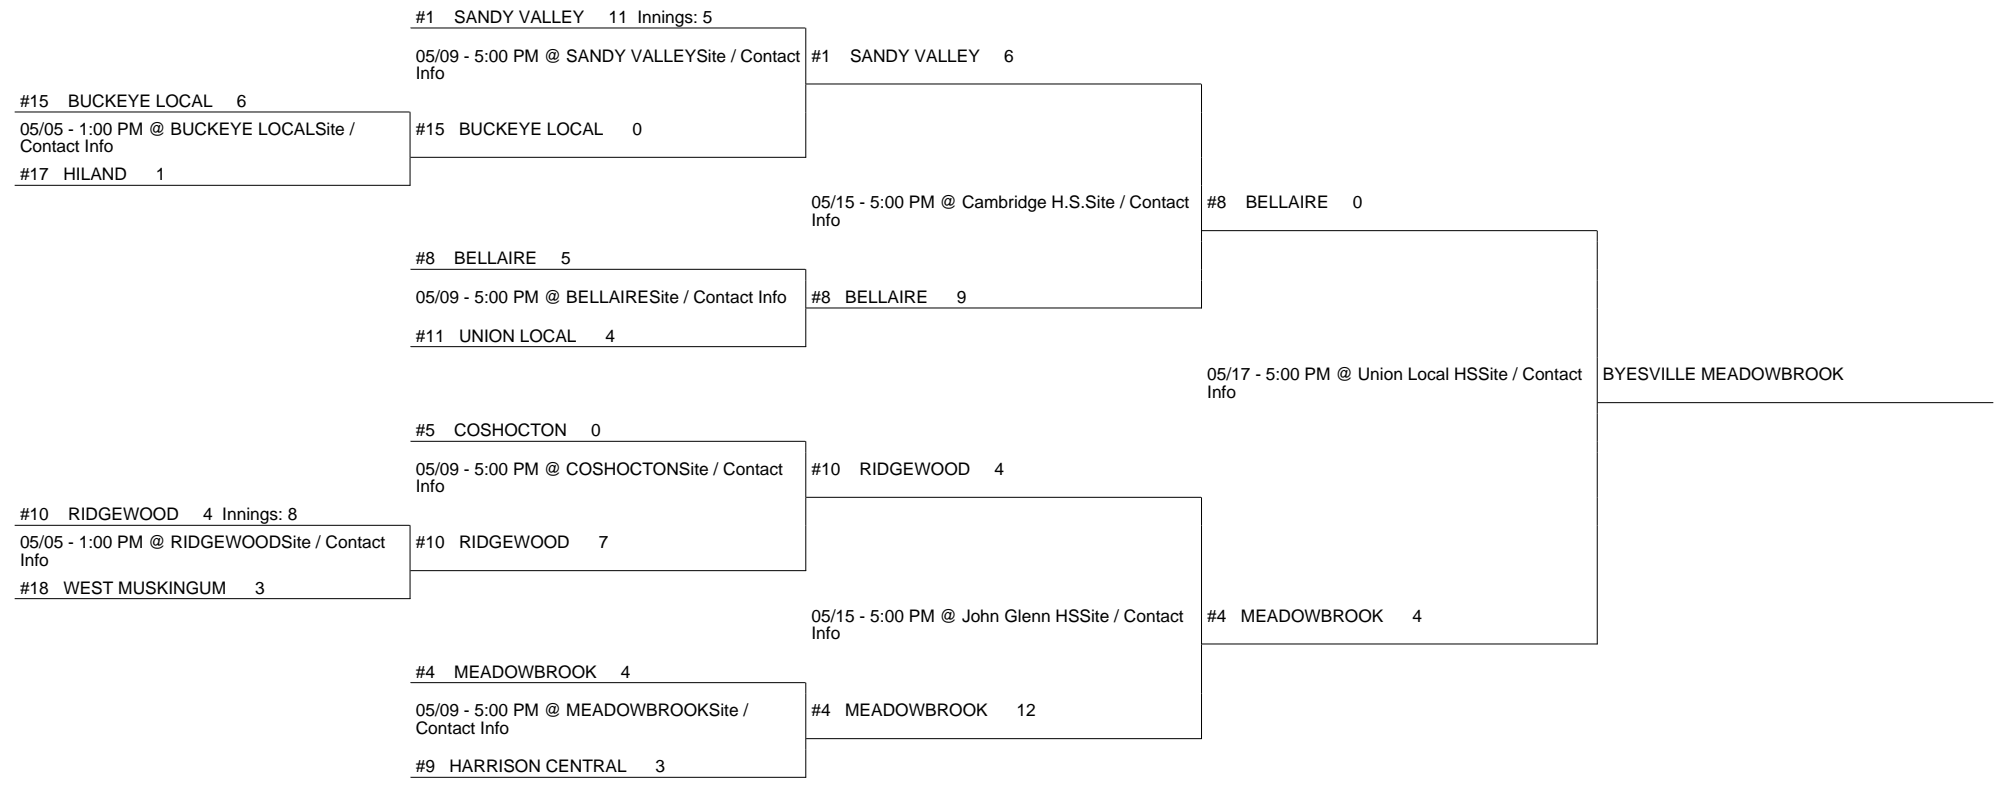 #1 SANDY VALLEY 11 Innings: 5
05/09 - 5:00 PM @ SANDY VALLEYSite / Contact
Info
#1 SANDY VALLEY 6
#15 BUCKEYE LOCAL 6
05/05 - 1:00 PM @ BUCKEYE LOCALSite /
Contact Info
#15 BUCKEYE LOCAL 0
#17 HILAND 1
05/15 - 5:00 PM @ Cambridge H.S.Site / Contact
Info
#8 BELLAIRE 0
#8 BELLAIRE 5
05/09 - 5:00 PM @ BELLAIRESite / Contact Info
#8 BELLAIRE 9
#11 UNION LOCAL 4
05/17 - 5:00 PM @ Union Local HSSite / Contact
Info
BYESVILLE MEADOWBROOK
#5 COSHOCTON 0
05/09 - 5:00 PM @ COSHOCTONSite / Contact
Info
#10 RIDGEWOOD 4
#10 RIDGEWOOD 4 Innings: 8
05/05 - 1:00 PM @ RIDGEWOODSite / Contact
Info
#10 RIDGEWOOD 7
#18 WEST MUSKINGUM 3
05/15 - 5:00 PM @ John Glenn HSSite / Contact
Info
#4 MEADOWBROOK 4
#4 MEADOWBROOK 4
05/09 - 5:00 PM @ MEADOWBROOKSite /
Contact Info
#4 MEADOWBROOK 12
#9 HARRISON CENTRAL 3